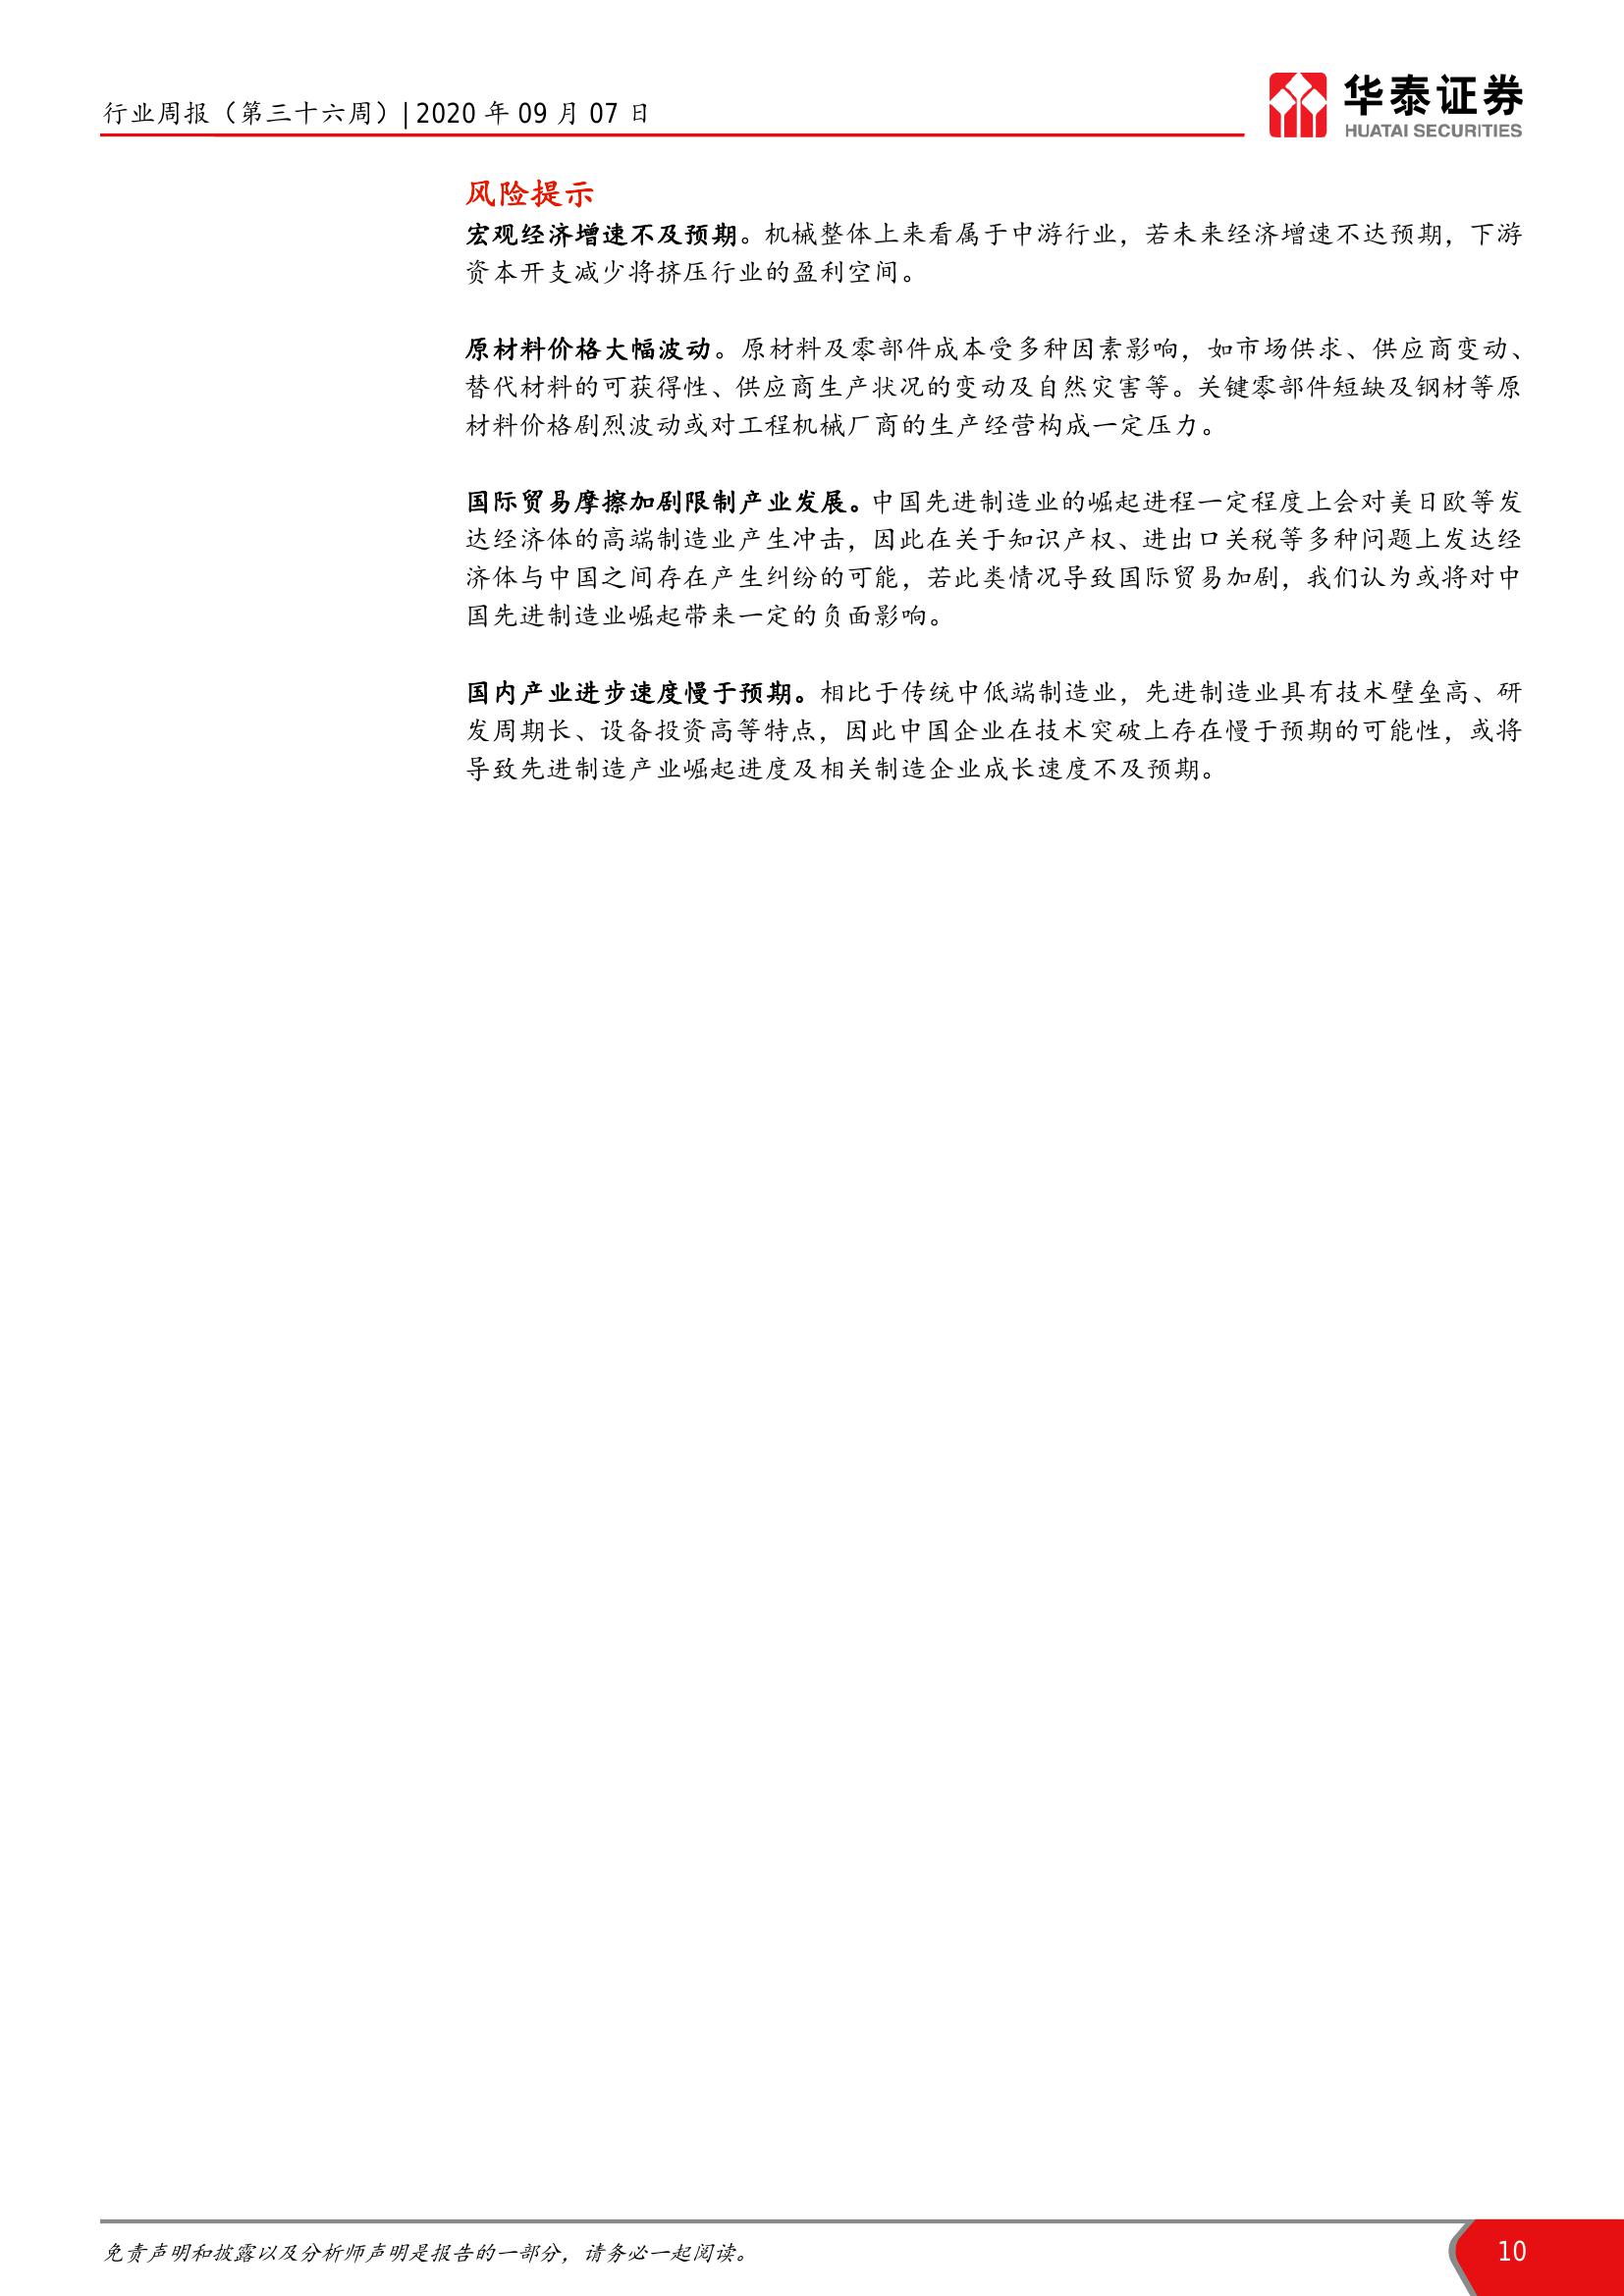 行业周报（第三十六周）| 2020 年 09 月 07 日
华泰证券
HUATAI SECURITIES
风险提示
宏观经济增速不及预期。机械整体上来看属于中游行业，若未来经济增速不达预期，下游
资本开支减少将挤压行业的盈利空间。
原材料价格大幅波动。原材料及零部件成本受多种因素影响，如市场供求、供应商变动、
替代材料的可获得性、供应商生产状况的变动及自然灾害等。关键零部件短缺及钢材等原
材料价格剧烈波动或对工程机械厂商的生产经营构成一定压力。
国际贸易摩擦加剧限制产业发展。中国先进制造业的崛起进程一定程度上会对美日欧等发
达经济体的高端制造业产生冲击，因此在关于知识产权、进出口关税等多种问题上发达经
济体与中国之间存在产生纠纷的可能，若此类情况导致国际贸易加剧，我们认为或将对中
国先进制造业崛起带来一定的负面影响。
国内产业进步速度慢于预期。相比于传统中低端制造业，先进制造业具有技术壁垒高、研
发周期长、设备投资高等特点，因此中国企业在技术突破上存在慢于预期的可能性，或将
导致先进制造产业崛起进度及相关制造企业成长速度不及预期。
免责声明和披露以及分析师声明是报告的一部分，请务必一起阅读。
10